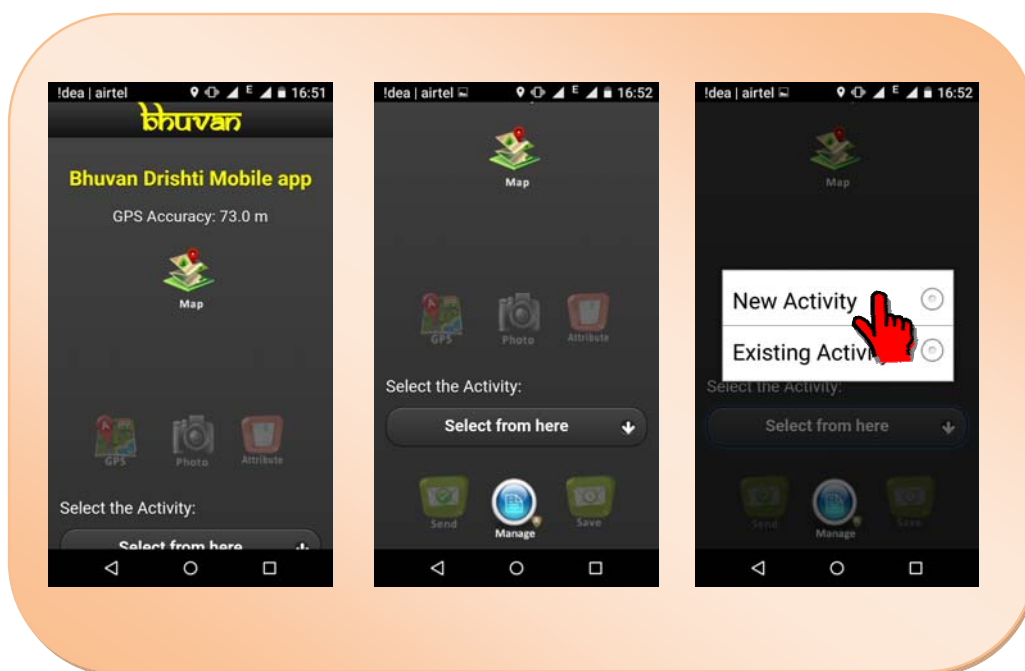 !dea | airtel E 16:51
bhuvan
Bhuvan Drishti Mobile app
GPS Accuracy: 73.0 m
Map
GPS Photo Attribute
Select the Activity:
Select from here
!dea | airtel E 16:52
Map
GPS Photo Attribute
Select the Activity:
Select from here
Send Manage Save
!dea | airtel E 16:52
Map
New Activity
Existing Activi
Select the Activity:
Select from here
Send Manage Save